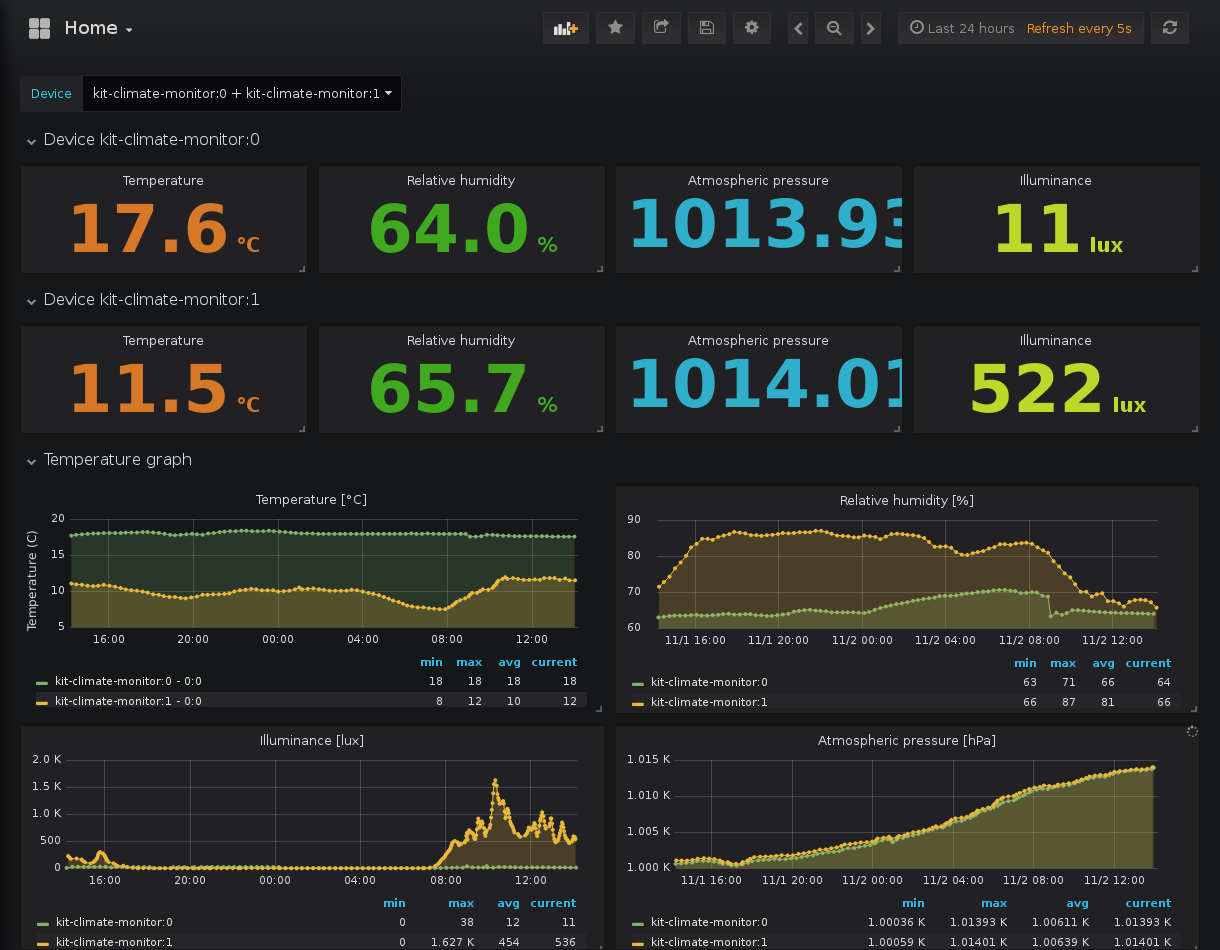 Home
Last 24 hours Refresh every 5s
Device kit-climate-monitor:0 + kit-climate-monitor:1
Device kit-climate-monitor:0
Temperature Relative humidity Atmospheric pressure Illuminance
17.6 °C 64.0 % 1013.93 11 lux
Device kit-climate-monitor:1
Temperature Relative humidity Atmospheric pressure Illuminance
11.5 °C 65.7 % 1014.01 522 lux
Temperature graph
Temperature [°C]
Temperature (C)
20
15
10
5
16:00 20:00 00:00 04:00 08:00 12:00
min max avg current
kit-climate-monitor:0 - 0:0 18 18 18 18
kit-climate-monitor:1 - 0:0 8 12 10 12
Relative humidity [%]
90
80
70
60
11/1 16:00 11/1 20:00 11/2 00:00 11/2 04:00 11/2 08:00 11/2 12:00
min max avg current
kit-climate-monitor:0 63 71 66 64
kit-climate-monitor:1 66 87 81 66
Illuminance [lux]
2.0 K
1.5 K
1.0 K
500
0
16:00 20:00 00:00 04:00 08:00 12:00
min max avg current
kit-climate-monitor:0 0 38 12 11
kit-climate-monitor:1 0 1.627 K 454 536
Atmospheric pressure [hPa]
1.015 K
1.010 K
1.005 K
1.000 K
11/1 16:00 11/1 20:00 11/2 00:00 11/2 04:00 11/2 08:00 11/2 12:00
min max avg current
kit-climate-monitor:0 1.00036 K 1.01393 K 1.00611 K 1.01393 K
kit-climate-monitor:1 1.00059 K 1.01401 K 1.00639 K 1.01401 K